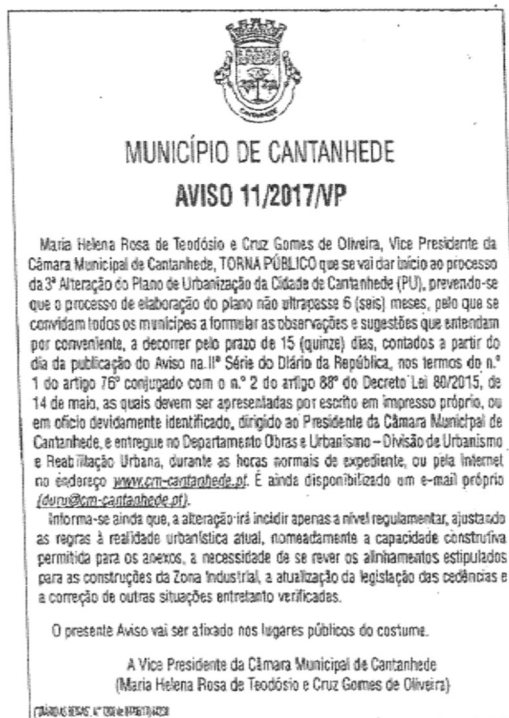 CANTANHEDE
MUNICÍPIO DE CANTANHEDE
AVISO 11/2017/VP
Maria Helena Rosa de Teodósio e Cruz Gomes de Oliveira, Vice Presidente da
Câmara Municipal de Cantanhede, TORNA PÚBLICO que se vai dar início ao processo
da 3ª Alteração do Plano de Urbanização da Cidade de Cantanhede (PU), prevendo-se
que o processo de elaboração do plano não ultrapasse 6 (seis) meses, pelo que se
convidam todos os munícipes a formular as observações e sugestões que entendam
por conveniente, a decorrer pelo prazo de 15 (quinze) dias, contados a partir do
dia da publicação do Aviso na IIª Série do Diário da República, nos termos do n.º
1 do artigo 76º conjugado com o n.º 2 do artigo 88º do Decreto Lei 80/2015, de
14 de maio, as quais devem ser apresentadas por escrito em impresso próprio, ou
em ofício devidamente identificado, dirigido ao Presidente da Câmara Municipal de
Cantanhede, e entregue no Departamento Obras e Urbanismo – Divisão de Urbanismo
e Reabilitação Urbana, durante as horas normais de expediente, ou pela Internet
no endereço www.cm-cantanhede.pt. É ainda disponibilizado um e-mail próprio
(duru@cm-cantanhede.pt).
Informa-se ainda que, a alteração irá incidir apenas a nível regulamentar, ajustando
as regras à realidade urbanística atual, nomeadamente a capacidade construtiva
permitida para os anexos, a necessidade de se rever os alinhamentos estipulados
para as construções da Zona Industrial, a atualização da legislação das cedências e
a correção de outras situações entretanto verificadas.
O presente Aviso vai ser afixado nos lugares públicos do costume.
A Vice Presidente da Câmara Municipal de Cantanhede
(Maria Helena Rosa de Teodósio e Cruz Gomes de Oliveira)